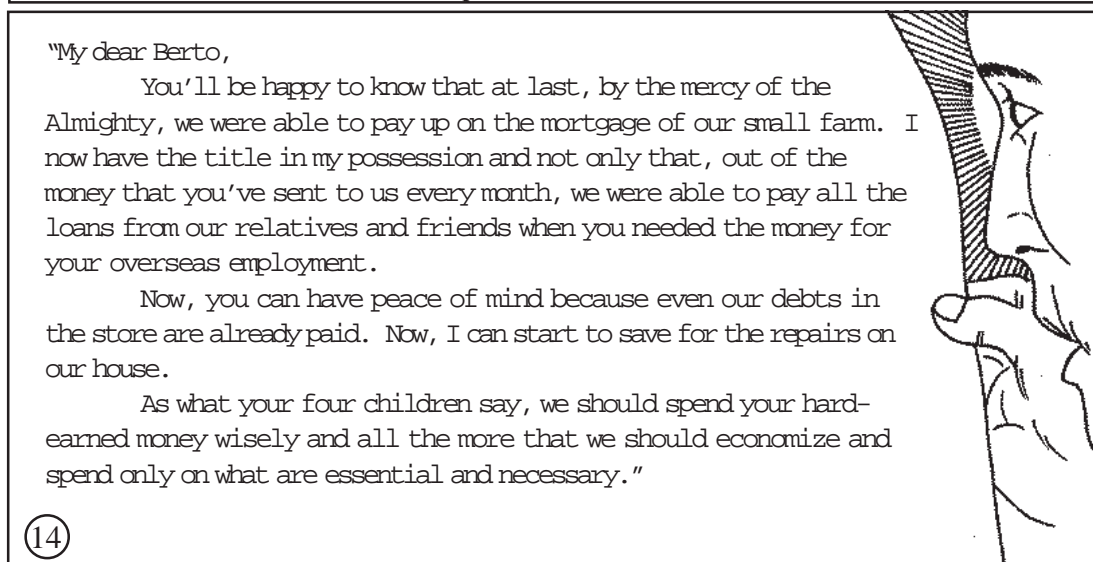 “My dear Berto,
You’ll be happy to know that at last, by the mercy of the
Almighty, we were able to pay up on the mortgage of our small farm. I
now have the title in my possession and not only that, out of the
money that you’ve sent to us every month, we were able to pay all the
loans from our relatives and friends when you needed the money for
your overseas employment.
Now, you can have peace of mind because even our debts in
the store are already paid. Now, I can start to save for the repairs on
our house.
As what your four children say, we should spend your hard-
earned money wisely and all the more that we should economize and
spend only on what are essential and necessary.”
14